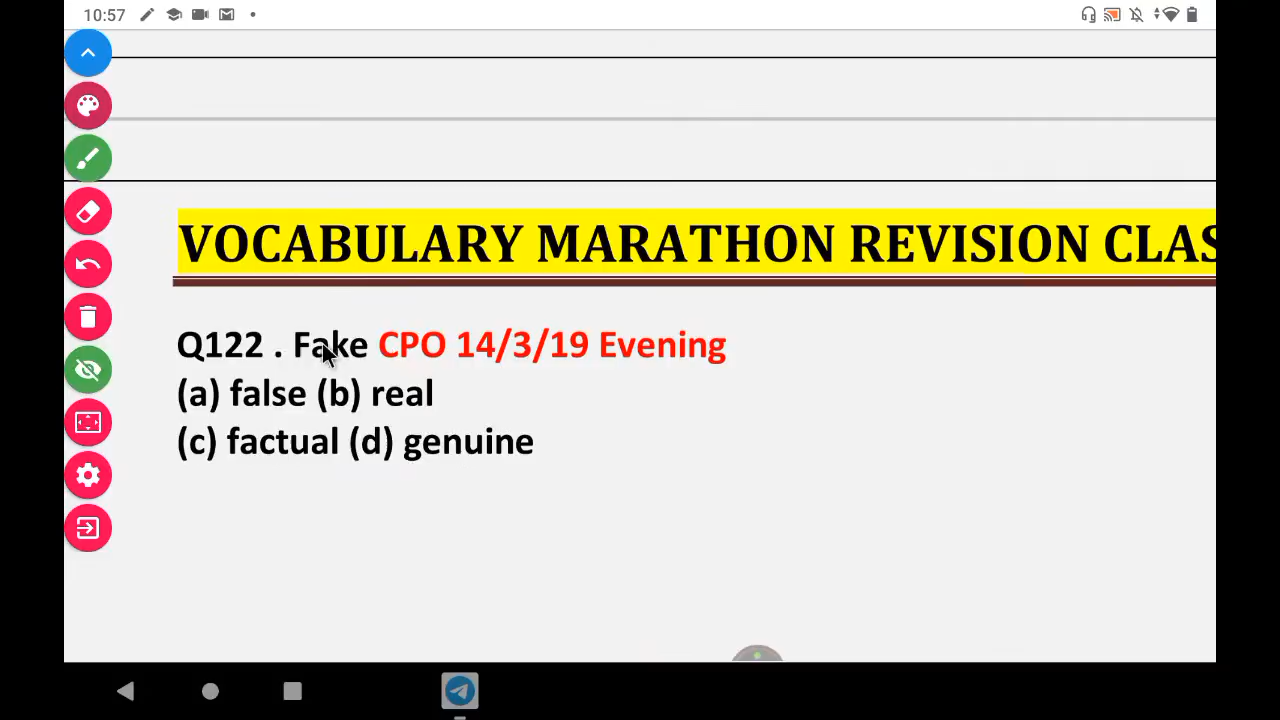 10:57
VOCABULARY MARATHON REVISION CLAS
Q122 . Fake CPO 14/3/19 Evening
(a) false (b) real
(c) factual (d) genuine